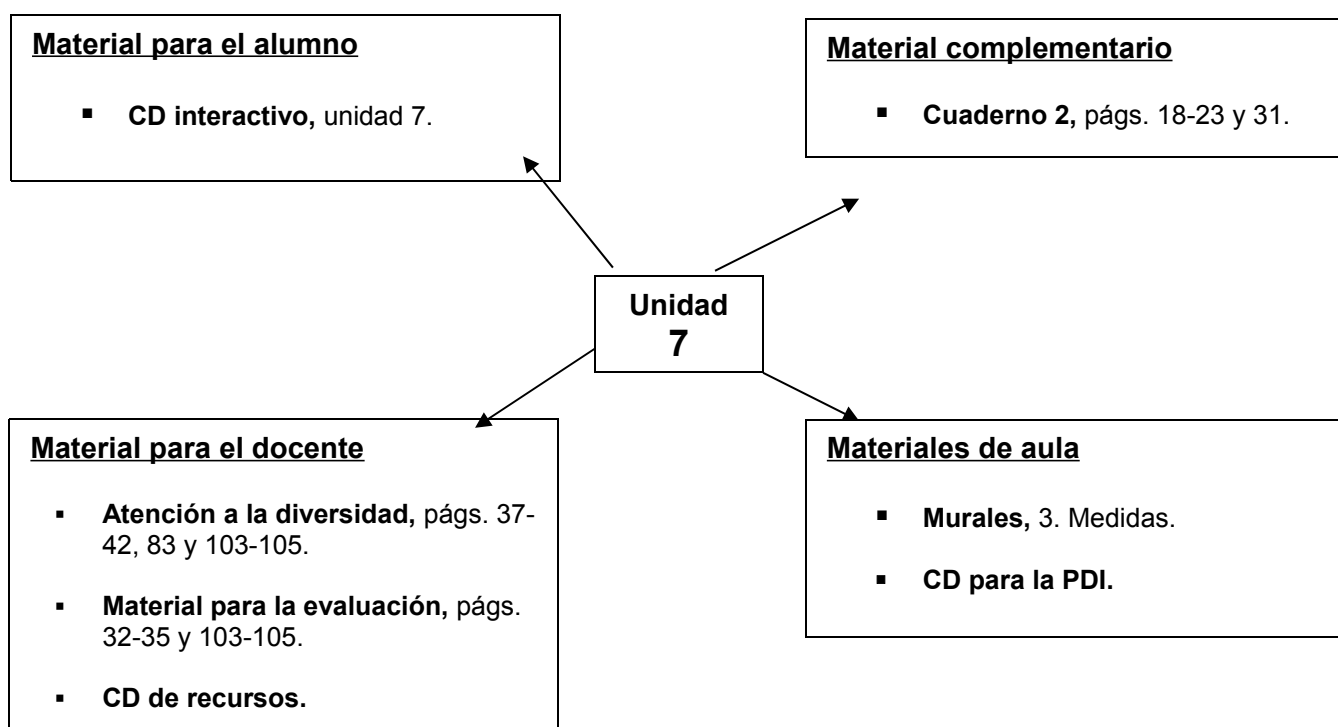 Material para el alumno
▪ CD interactivo, unidad 7.
Material complementario
▪ Cuaderno 2, págs. 18-23 y 31.
Unidad
7
Material para el docente
▪ Atención a la diversidad, págs. 37-
42, 83 y 103-105.
▪ Material para la evaluación, págs.
32-35 y 103-105.
▪ CD de recursos.
Materiales de aula
▪ Murales, 3. Medidas.
▪ CD para la PDI.